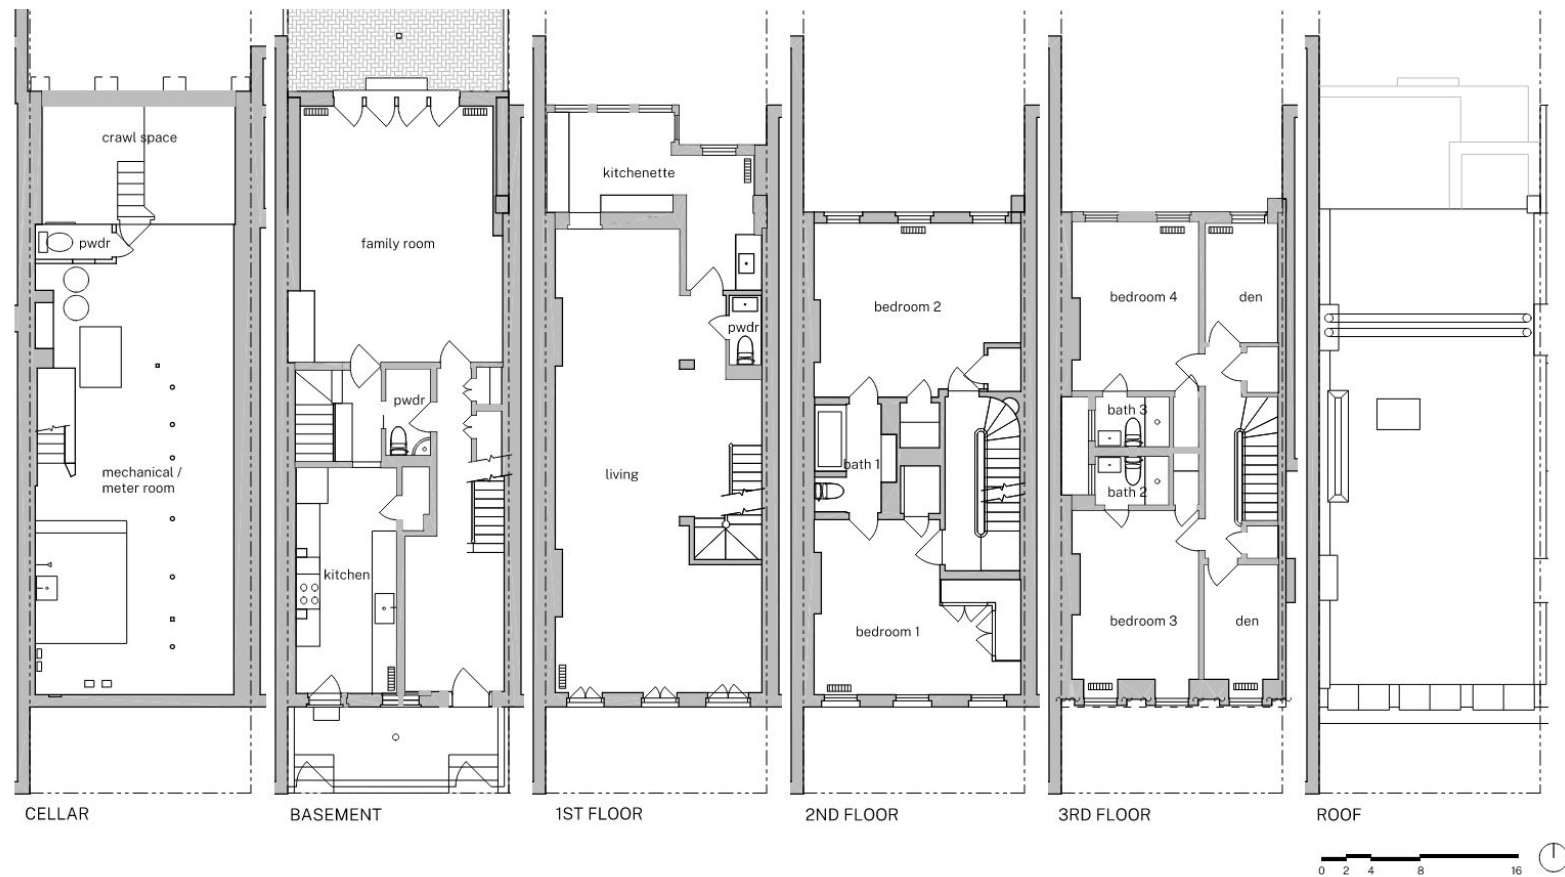 crawl space
pwdr
mechanical /
meter room
CELLAR
family room
pwdr
kitchen
BASEMENT
kitchenette
pwdr
living
1ST FLOOR
bedroom 2
bath 1
bedroom 1
2ND FLOOR
bedroom 4
den
bath 3
bath 2
bedroom 3
den
3RD FLOOR
ROOF
0 2 4 8 16